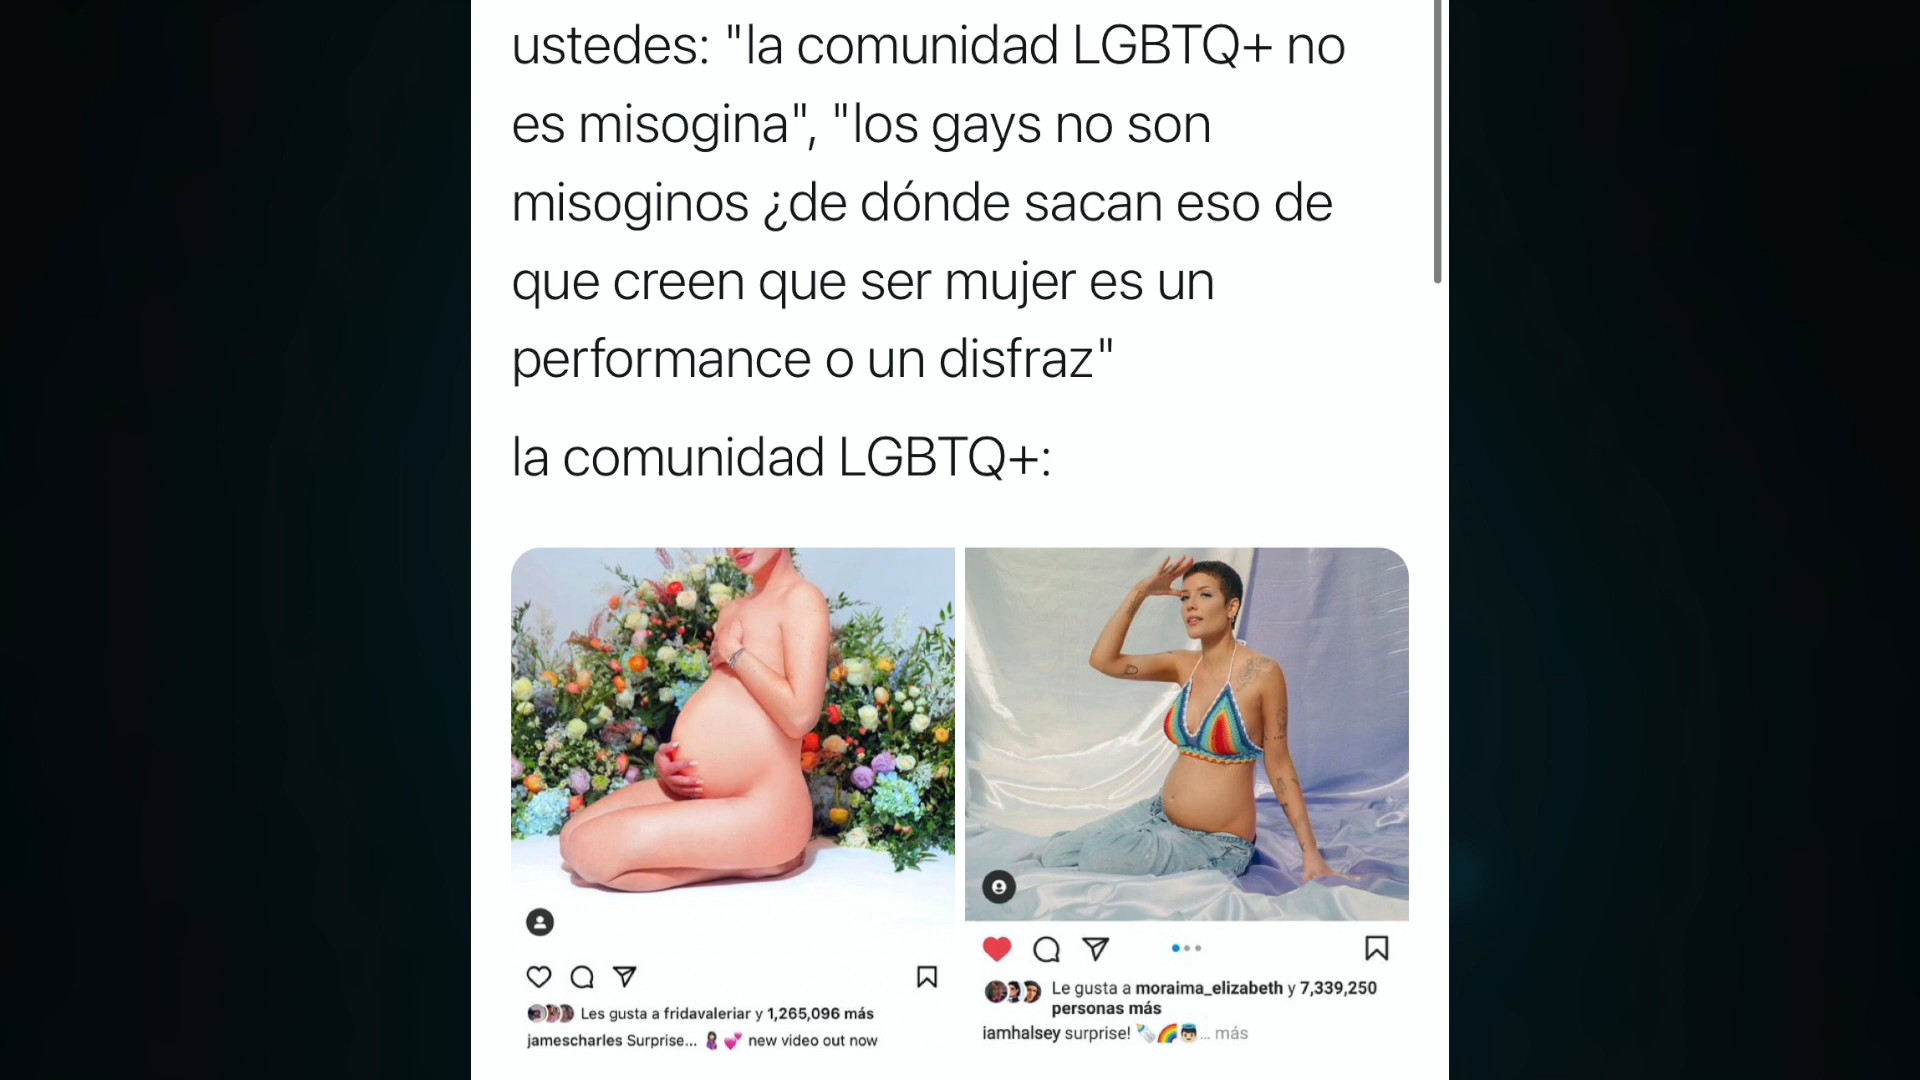 ustedes: "la comunidad LGBTQ+ no
es misogina", "los gays no son
misoginos ¿de dónde sacan eso de
que creen que ser mujer es un
performance o un disfraz"
la comunidad LGBTQ+:
Les gusta a fridavaleriar y 1,265,096 más
jamescharles Surprise... 🤱 💕 new video out now
Le gusta a moraima_elizabeth y 7,339,250
personas más
iamhalsey surprise! 🍼🌈👼🏻... más